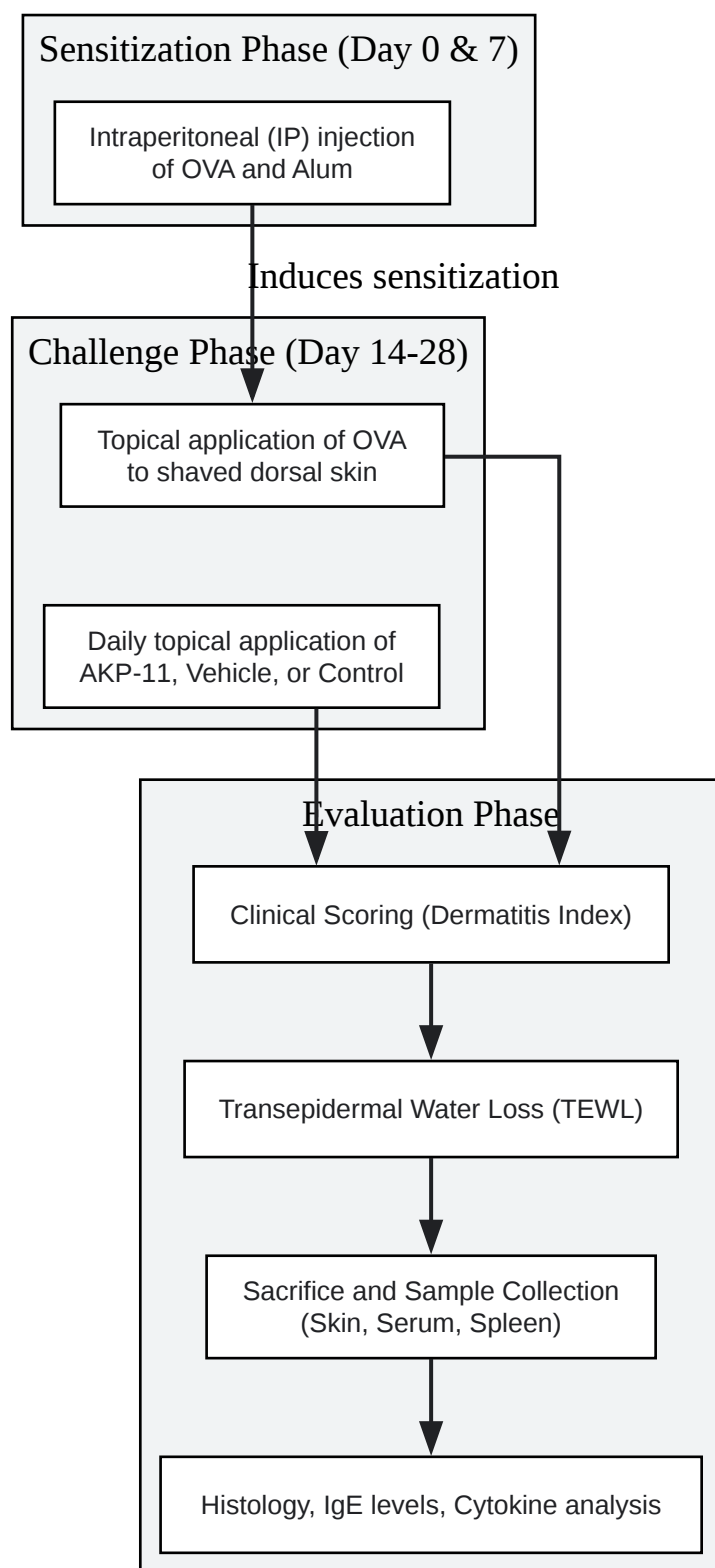 Sensitization Phase (Day 0 & 7)
Intraperitoneal (IP) injection
of OVA and Alum
Induces sensitization
Challenge Phase (Day 14-28)
Topical application of OVA
to shaved dorsal skin
Daily topical application of
AKP-11, Vehicle, or Control
Evaluation Phase
Clinical Scoring (Dermatitis Index)
Transepidermal Water Loss (TEWL)
Sacrifice and Sample Collection
(Skin, Serum, Spleen)
Histology, IgE levels, Cytokine analysis